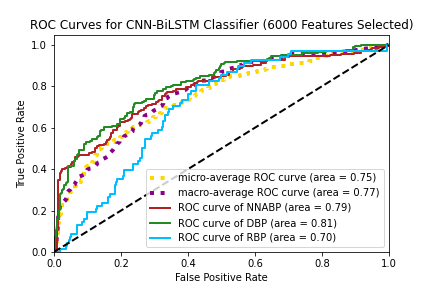 ROC Curves for CNN-BiLSTM Classifier (6000 Features Selected)
True Positive Rate
1.0
0.8
0.6
0.4
0.2
0.0
micro-average ROC curve (area = 0.75)
macro-average ROC curve (area = 0.77)
ROC curve of NNABP (area = 0.79)
ROC curve of DBP (area = 0.81)
ROC curve of RBP (area = 0.70)
0.0 0.2 0.4 0.6 0.8 1.0
False Positive Rate